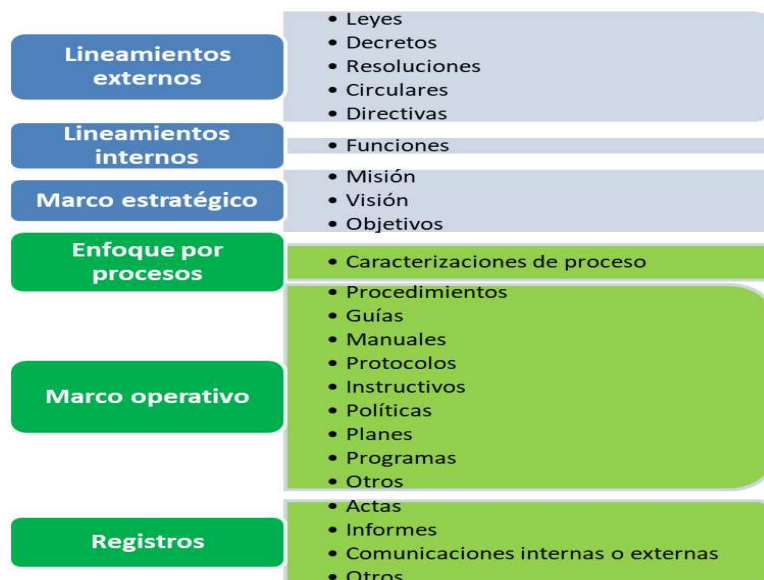 Lineamientos
externos
• Leyes
• Decretos
• Resoluciones
• Circulares
• Directivas
Lineamientos
internos
• Funciones
Marco estratégico
• Misión
• Visión
• Objetivos
Enfoque por
procesos
• Caracterizaciones de proceso
Marco operativo
• Procedimientos
• Guías
• Manuales
• Protocolos
• Instructivos
• Políticas
• Planes
• Programas
• Otros
Registros
• Actas
• Informes
• Comunicaciones internas o externas
• Otros